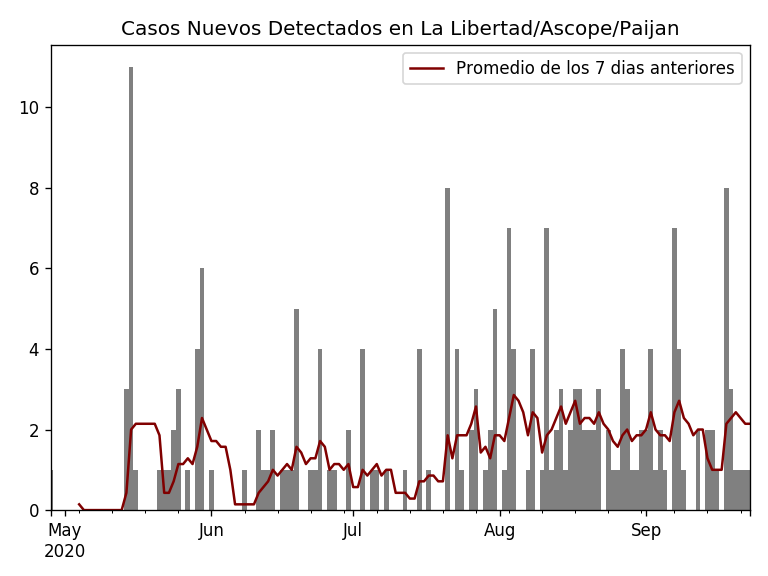 Casos Nuevos Detectados en La Libertad/Ascope/Paijan
Promedio de los 7 dias anteriores
10
8
6
4
2
0
May Jun Jul Aug Sep
2020